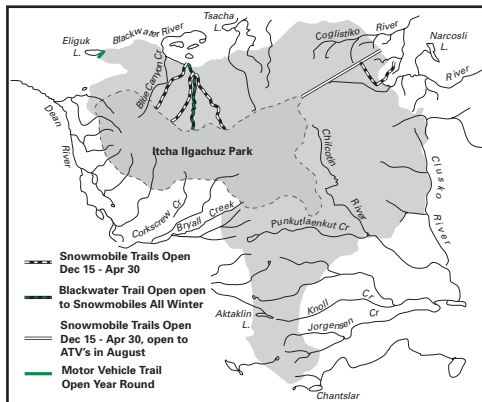 Eliguk
L.
Blackwater River
Tsacha
L.
Coglistiko River
Narcosli
L.
River
Blue Canyon Cr
Dean
River
Itcha Ilgachuz Park
Chilcotin
River
Clusko
River
Corkscrew Cr
Bryall Creek
Punkutlaenkut Cr
Snowmobile Trails Open
Dec 15 - Apr 30
Blackwater Trail Open open
to Snowmobiles All Winter
Snowmobile Trails Open
Dec 15 - Apr 30, open to
ATV's in August
Motor Vehicle Trail
Open Year Round
Aktaklin
L.
Knoll Cr
Jorgensen Cr
Chantslar